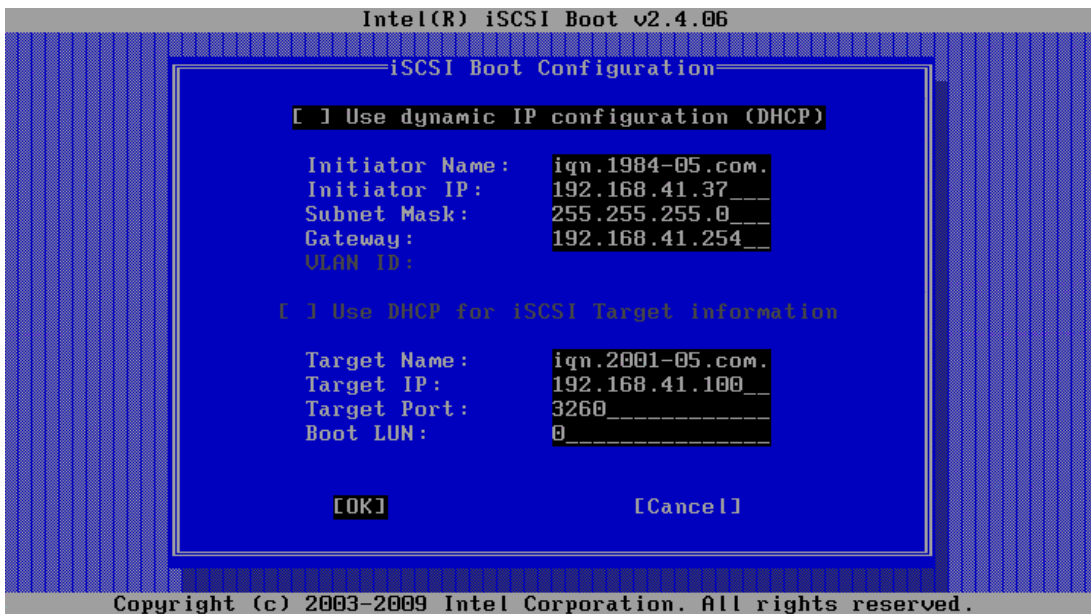 Intel(R) iSCSI Boot v2.4.06
iSCSI Boot Configuration
[ ] Use dynamic IP configuration (DHCP)
Initiator Name: iqn.1984-05.com.
Initiator IP: 192.168.41.37___
Subnet Mask: 255.255.255.0___
Gateway: 192.168.41.254__
VLAN ID:
[ ] Use DHCP for iSCSI Target information
Target Name: iqn.2001-05.com.
Target IP: 192.168.41.100__
Target Port: 3260____________
Boot LUN: 0_______________
[OK] [Cancel]
Copyright (c) 2003-2009 Intel Corporation. All rights reserved.